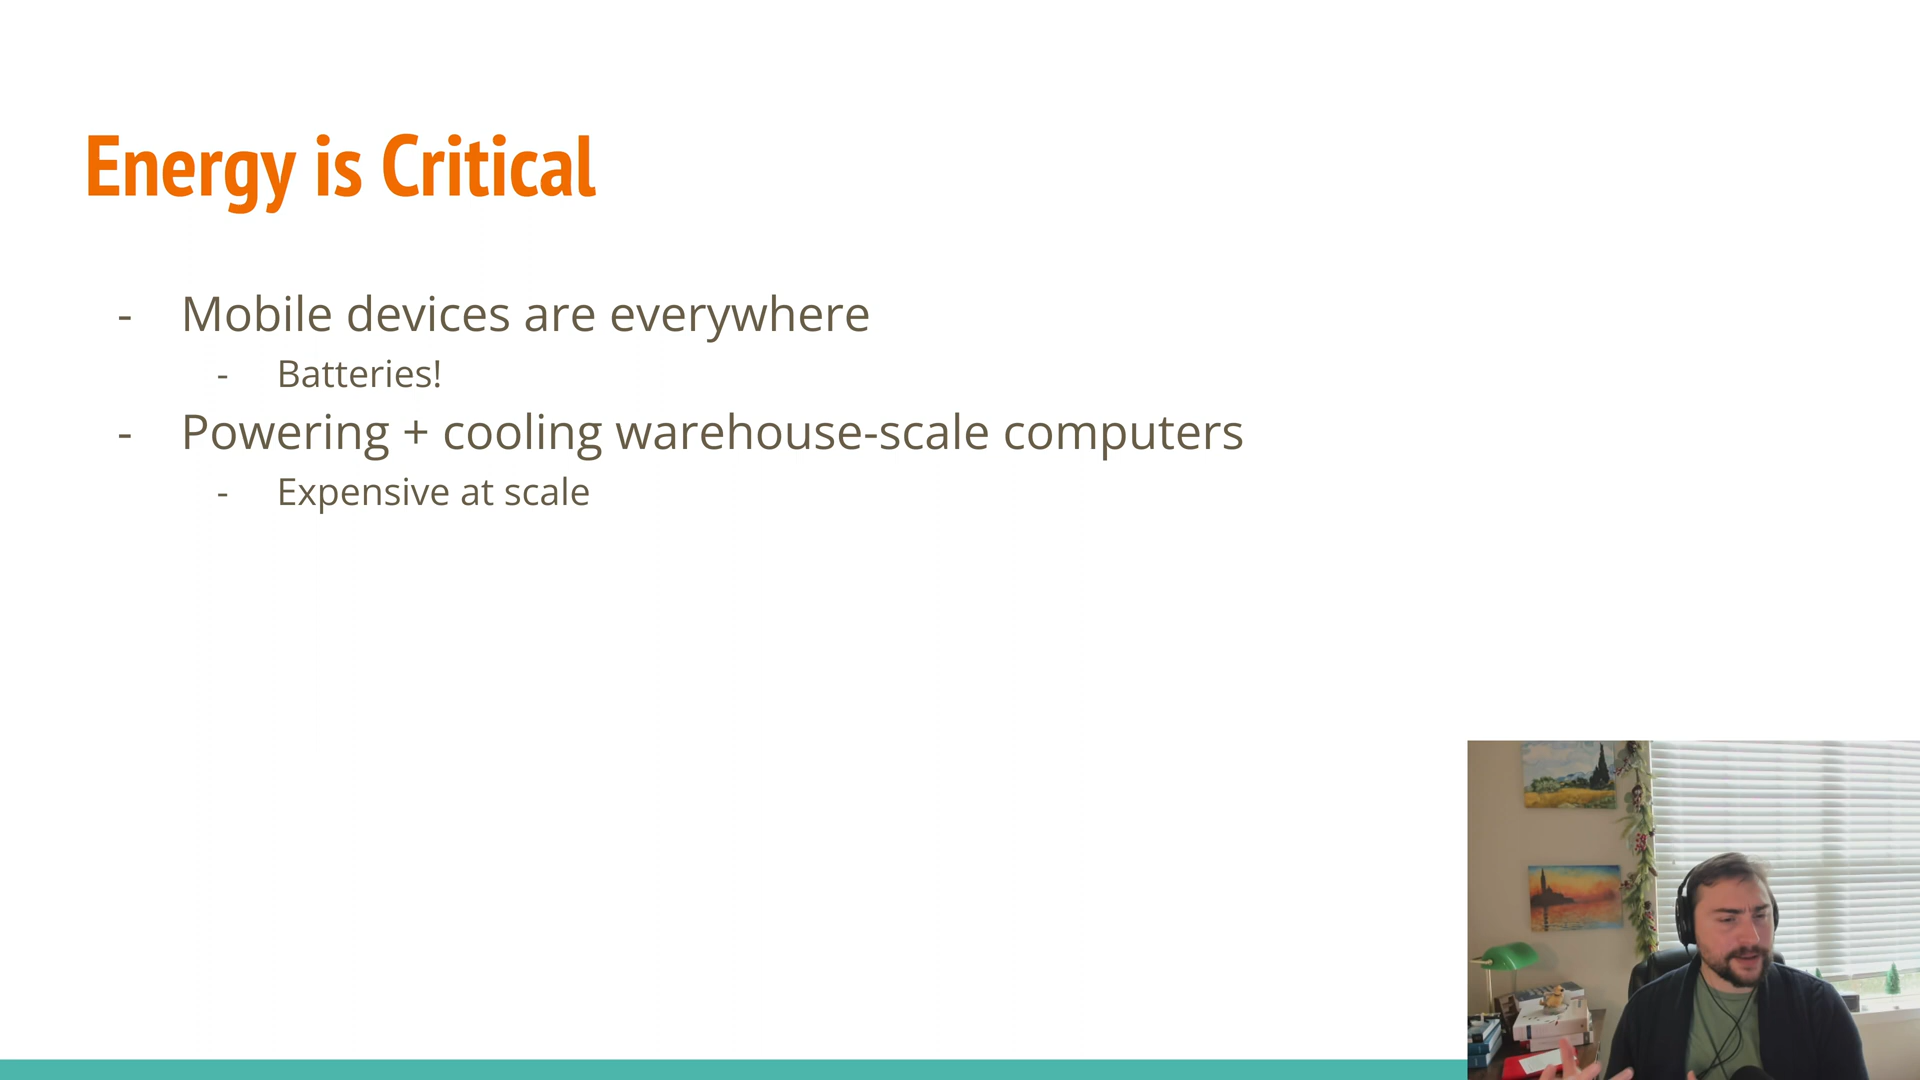 Energy is Critical
- Mobile devices are everywhere
- Batteries!
- Powering + cooling warehouse-scale computers
- Expensive at scale